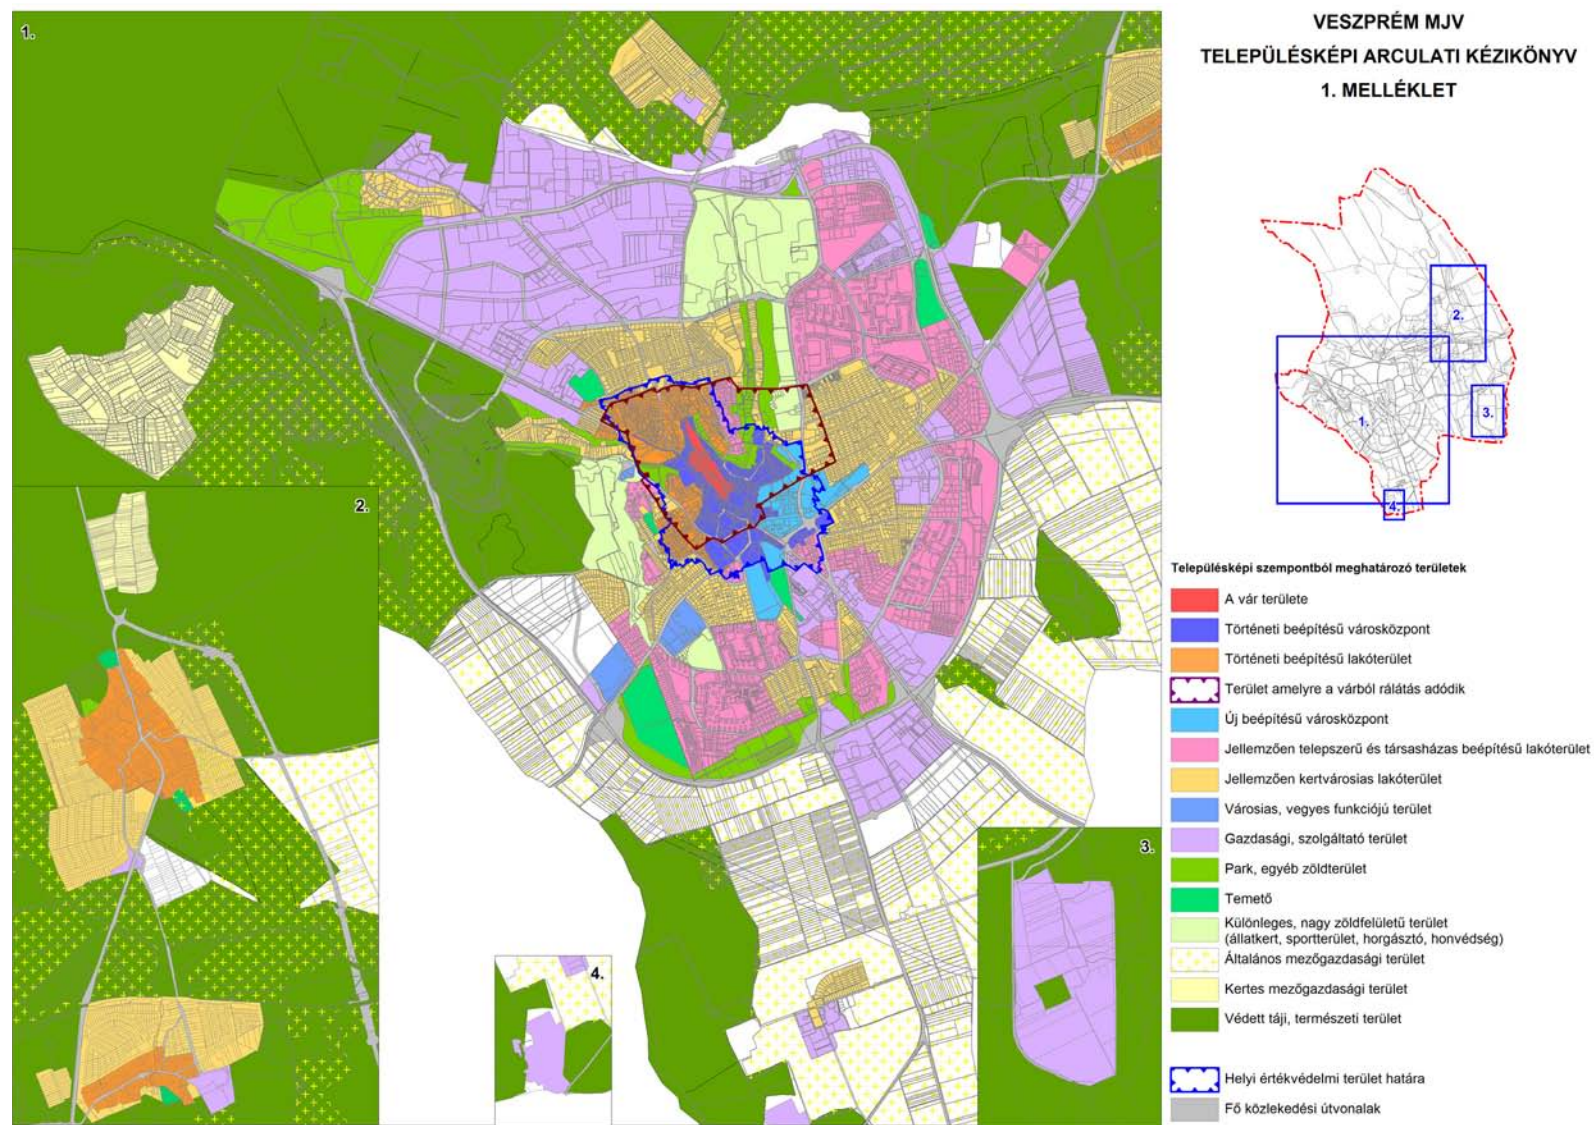 1.
VESZPRÉM MJV
TELEPÜLÉSKÉPI ARCULATI KÉZIKÖNYV
1. MELLÉKLET
2.
1.
3.
4.
2.
3.
4.
Településképi szempontból meghatározó területek
A vár területe
Történeti beépítésű városközpont
Történeti beépítésű lakóterület
Terület amelyre a várból rálátás adódik
Új beépítésű városközpont
Jellemzően telepszerű és társasházas beépítésű lakóterület
Jellemzően kertvárosias lakóterület
Városias, vegyes funkciójú terület
Gazdasági, szolgáltató terület
Park, egyéb zöldterület
Temető
Különleges, nagy zöldfelületű terület
(állatkert, sportterület, horgásztó, honvédség)
Általános mezőgazdasági terület
Kertes mezőgazdasági terület
Védett táji, természeti terület
Helyi értékvédelmi terület határa
Fő közlekedési útvonalak